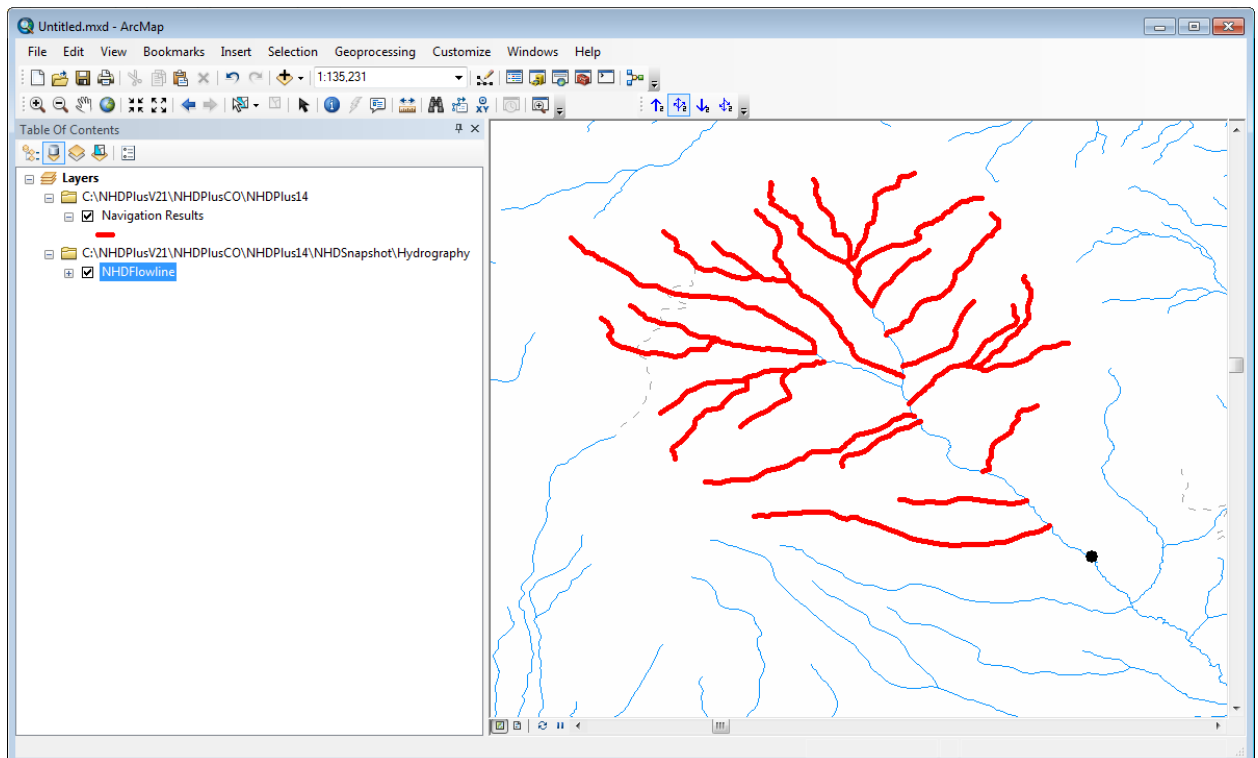 Untitled.mxd - ArcMap
File Edit View Bookmarks Insert Selection Geoprocessing Customize Windows Help
1:135,231
Table Of Contents
Layers
C:\NHDPlusV21\NHDPlusCO\NHDPlus14
Navigation Results
C:\NHDPlusV21\NHDPlusCO\NHDPlus14\NHDSnapshot\Hydrography
NHDFlowline